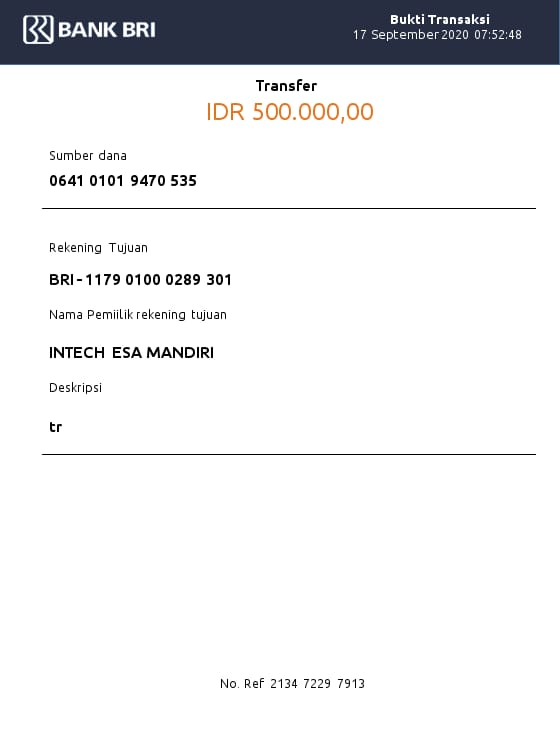 BANK BRI
Bukti Transaksi
17 September 2020 07:52:48
Transfer
IDR 500.000,00
Sumber dana
0641 0101 9470 535
Rekening Tujuan
BRI - 1179 0100 0289 301
Nama Pemiilik rekening tujuan
INTECH ESA MANDIRI
Deskripsi
tr
No. Ref 2134 7229 7913